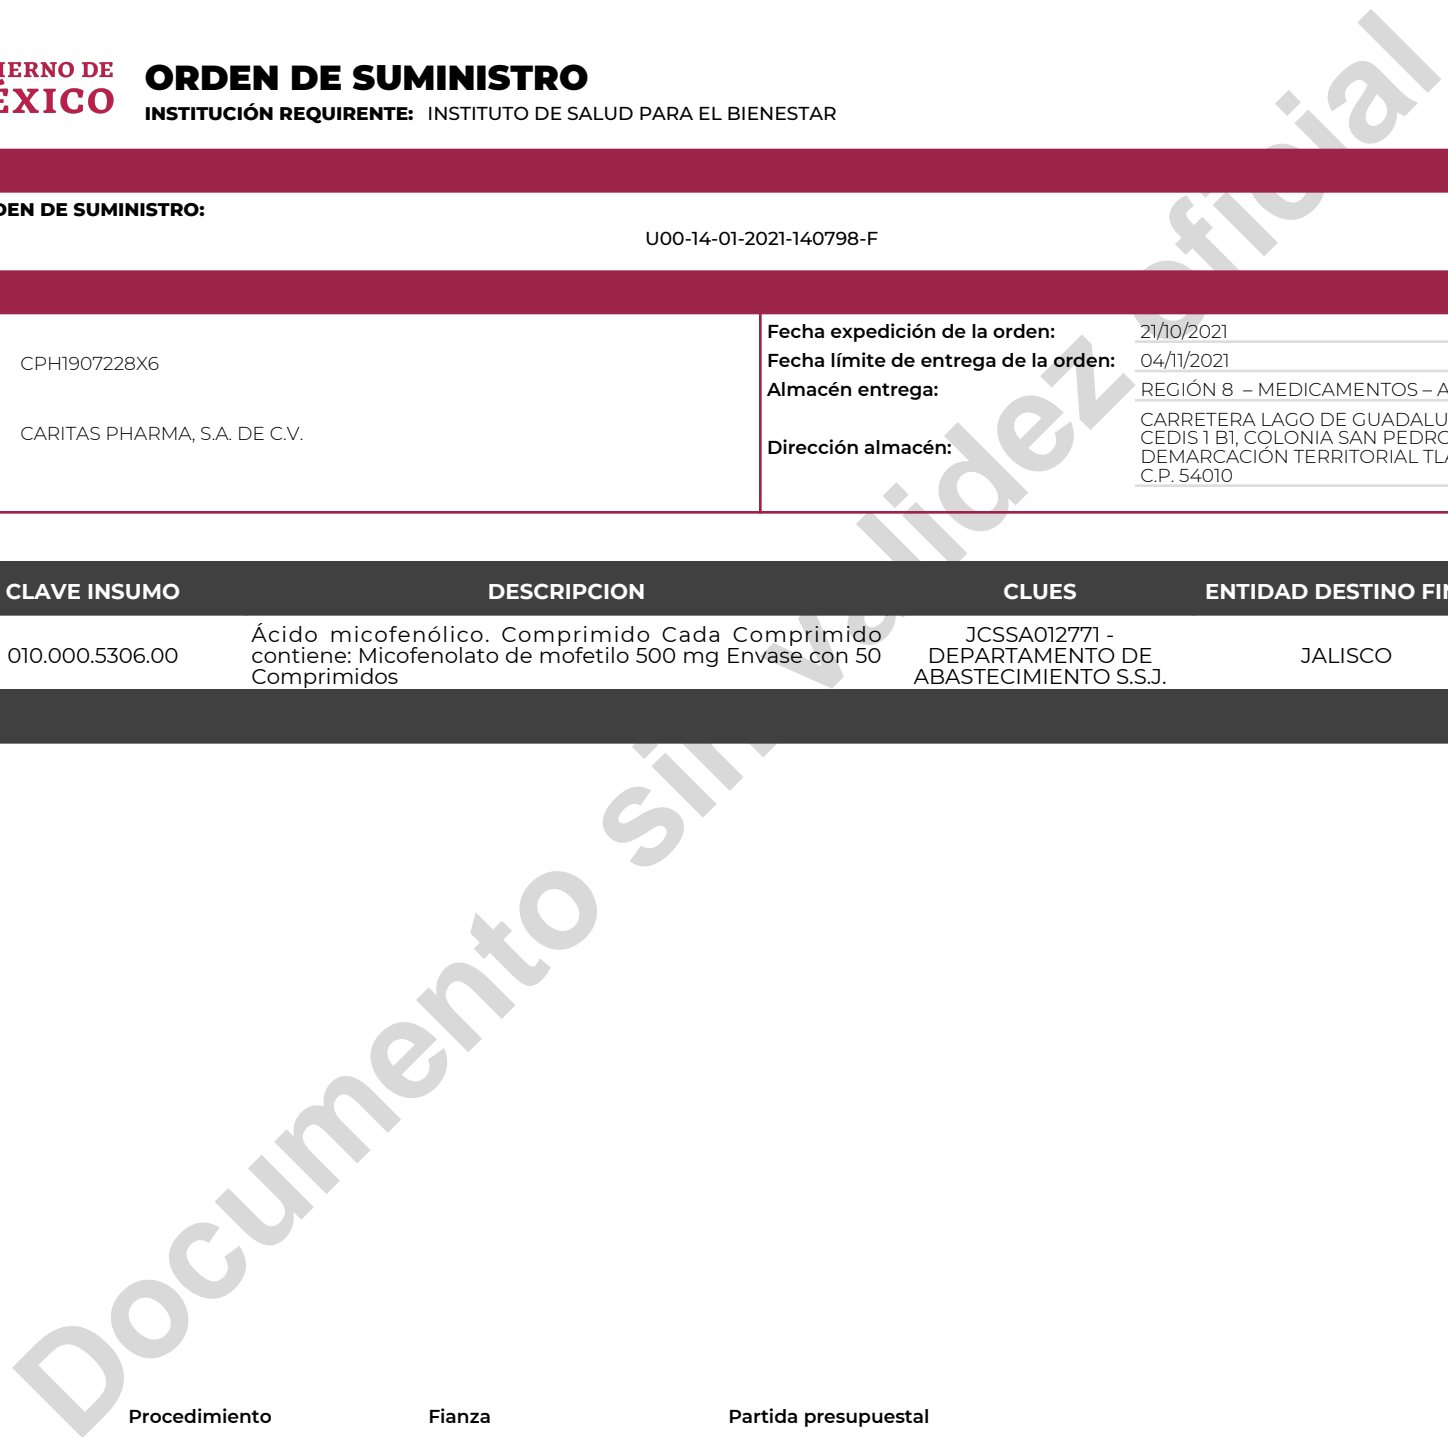 IERNO DE
ÉXICO
ORDEN DE SUMINISTRO
INSTITUCIÓN REQUIRENTE: INSTITUTO DE SALUD PARA EL BIENESTAR
DEN DE SUMINISTRO:
U00-14-01-2021-140798-F
CPH1907228X6
CARITAS PHARMA, S.A. DE C.V.
Fecha expedición de la orden: 21/10/2021
Fecha límite de entrega de la orden: 04/11/2021
Almacén entrega: REGIÓN 8 – MEDICAMENTOS – A
Dirección almacén:
CARRETERA LAGO DE GUADALU
CEDIS 1 B1, COLONIA SAN PEDRO
DEMARCACIÓN TERRITORIAL TLA
C.P. 54010
CLAVE INSUMO DESCRIPCION CLUES ENTIDAD DESTINO FIN
010.000.5306.00
Ácido micofenólico. Comprimido Cada Comprimido
contiene: Micofenolato de mofetilo 500 mg Envase con 50
Comprimidos
JCSSA012771 -
DEPARTAMENTO DE
ABASTECIMIENTO S.S.J.
JALISCO
Documento sin validez oficial
Procedimiento Fianza Partida presupuestal